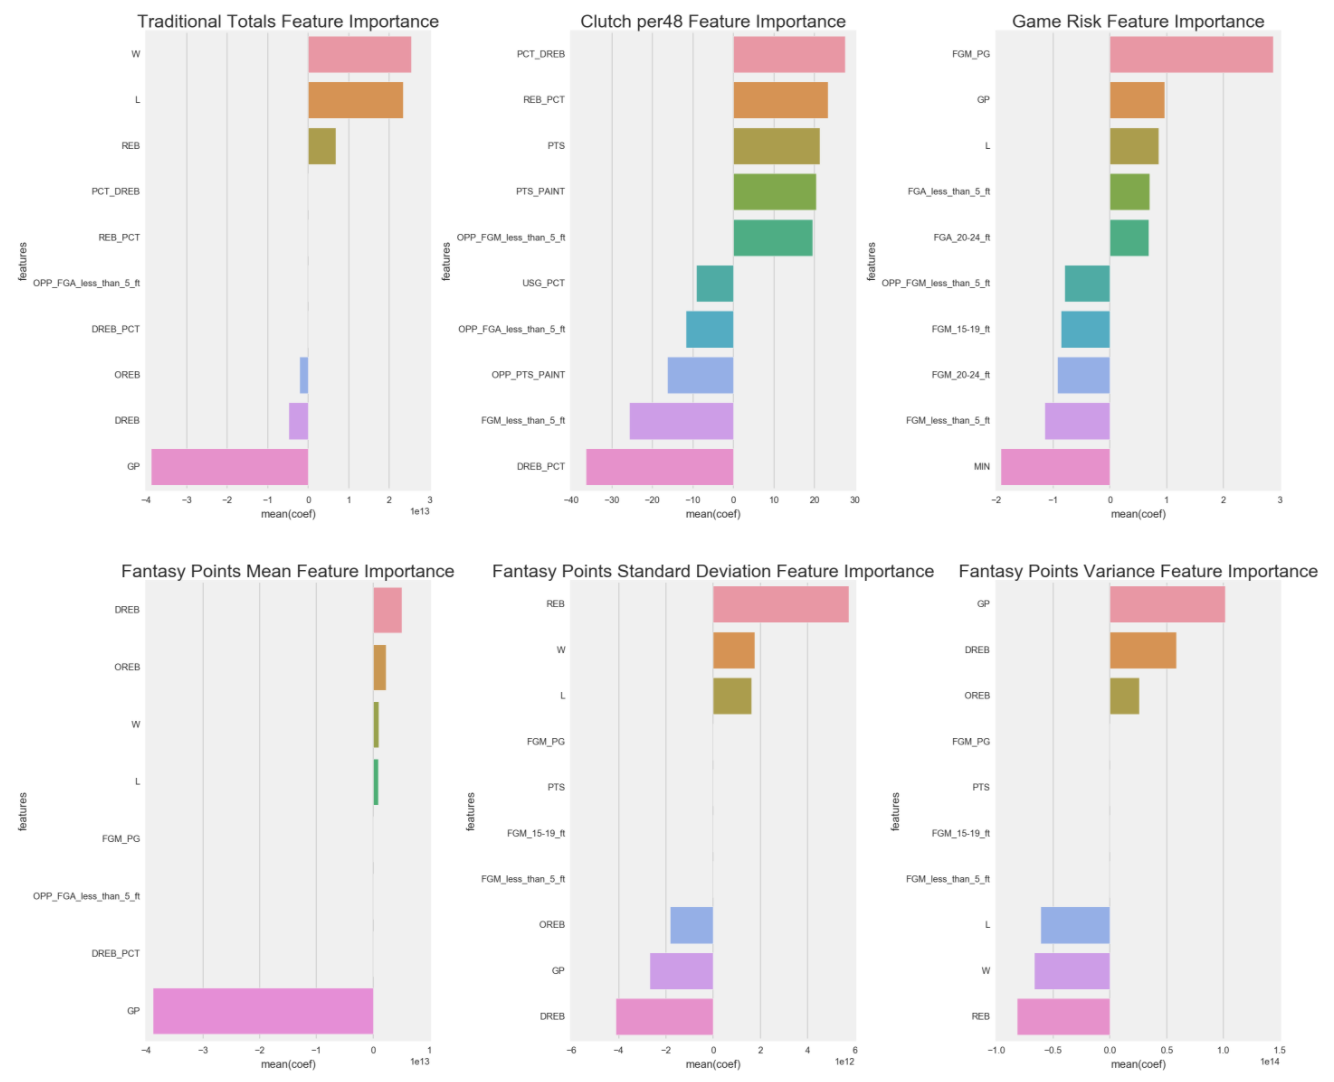 Traditional Totals Feature Importance
features
W
L
REB
PCT_DREB
REB_PCT
OPP_FGA_less_than_5_ft
DREB_PCT
OREB
DREB
GP
−4 −3 −2 −1 0 1 2 3
1e13
mean(coef)
Clutch per48 Feature Importance
features
PCT_DREB
REB_PCT
PTS
PTS_PAINT
OPP_FGM_less_than_5_ft
USG_PCT
OPP_FGA_less_than_5_ft
OPP_PTS_PAINT
FGM_less_than_5_ft
DREB_PCT
−40 −30 −20 −10 0 10 20 30
mean(coef)
Game Risk Feature Importance
features
FGM_PG
GP
L
FGA_less_than_5_ft
FGA_20-24_ft
OPP_FGM_less_than_5_ft
FGM_15-19_ft
FGM_20-24_ft
FGM_less_than_5_ft
MIN
−2 −1 0 1 2 3
mean(coef)
Fantasy Points Mean Feature Importance
features
DREB
OREB
W
L
FGM_PG
OPP_FGA_less_than_5_ft
DREB_PCT
GP
−4 −3 −2 −1 0 1
1e13
mean(coef)
Fantasy Points Standard Deviation Feature Importance
features
REB
W
L
FGM_PG
PTS
FGM_15-19_ft
FGM_less_than_5_ft
OREB
GP
DREB
−6 −4 −2 0 2 4 6
1e12
mean(coef)
Fantasy Points Variance Feature Importance
features
GP
DREB
OREB
FGM_PG
PTS
FGM_15-19_ft
FGM_less_than_5_ft
L
W
REB
−1.0 −0.5 0.0 0.5 1.0 1.5
1e14
mean(coef)